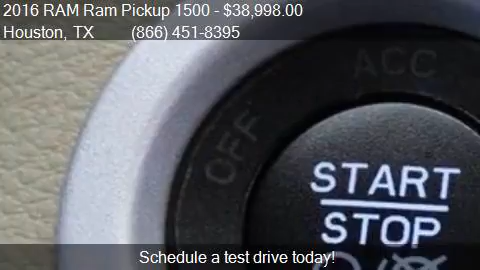 2016 RAM Ram Pickup 1500 - $38,998.00
Houston, TX (866) 451-8395
ACC
OFF
START
STOP
Schedule a test drive today!